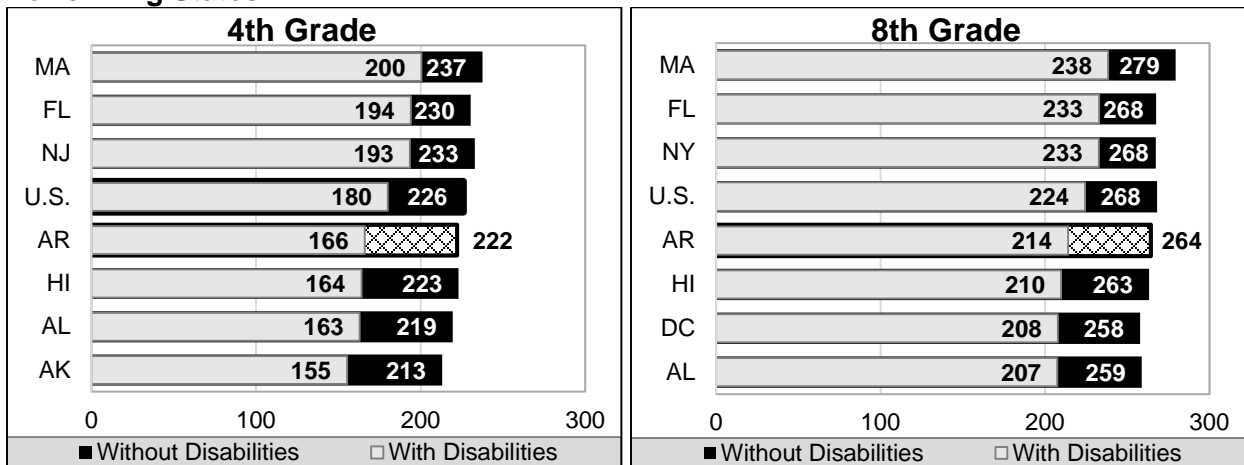 4th Grade
MA 200 237
FL 194 230
NJ 193 233
U.S. 180 226
AR 166 222
HI 164 223
AL 163 219
AK 155 213
0 100 200 300
Without Disabilities With Disabilities
8th Grade
MA 238 279
FL 233 268
NY 233 268
U.S. 224 268
AR 214 264
HI 210 263
DC 208 258
AL 207 259
0 100 200 300
Without Disabilities With Disabilities